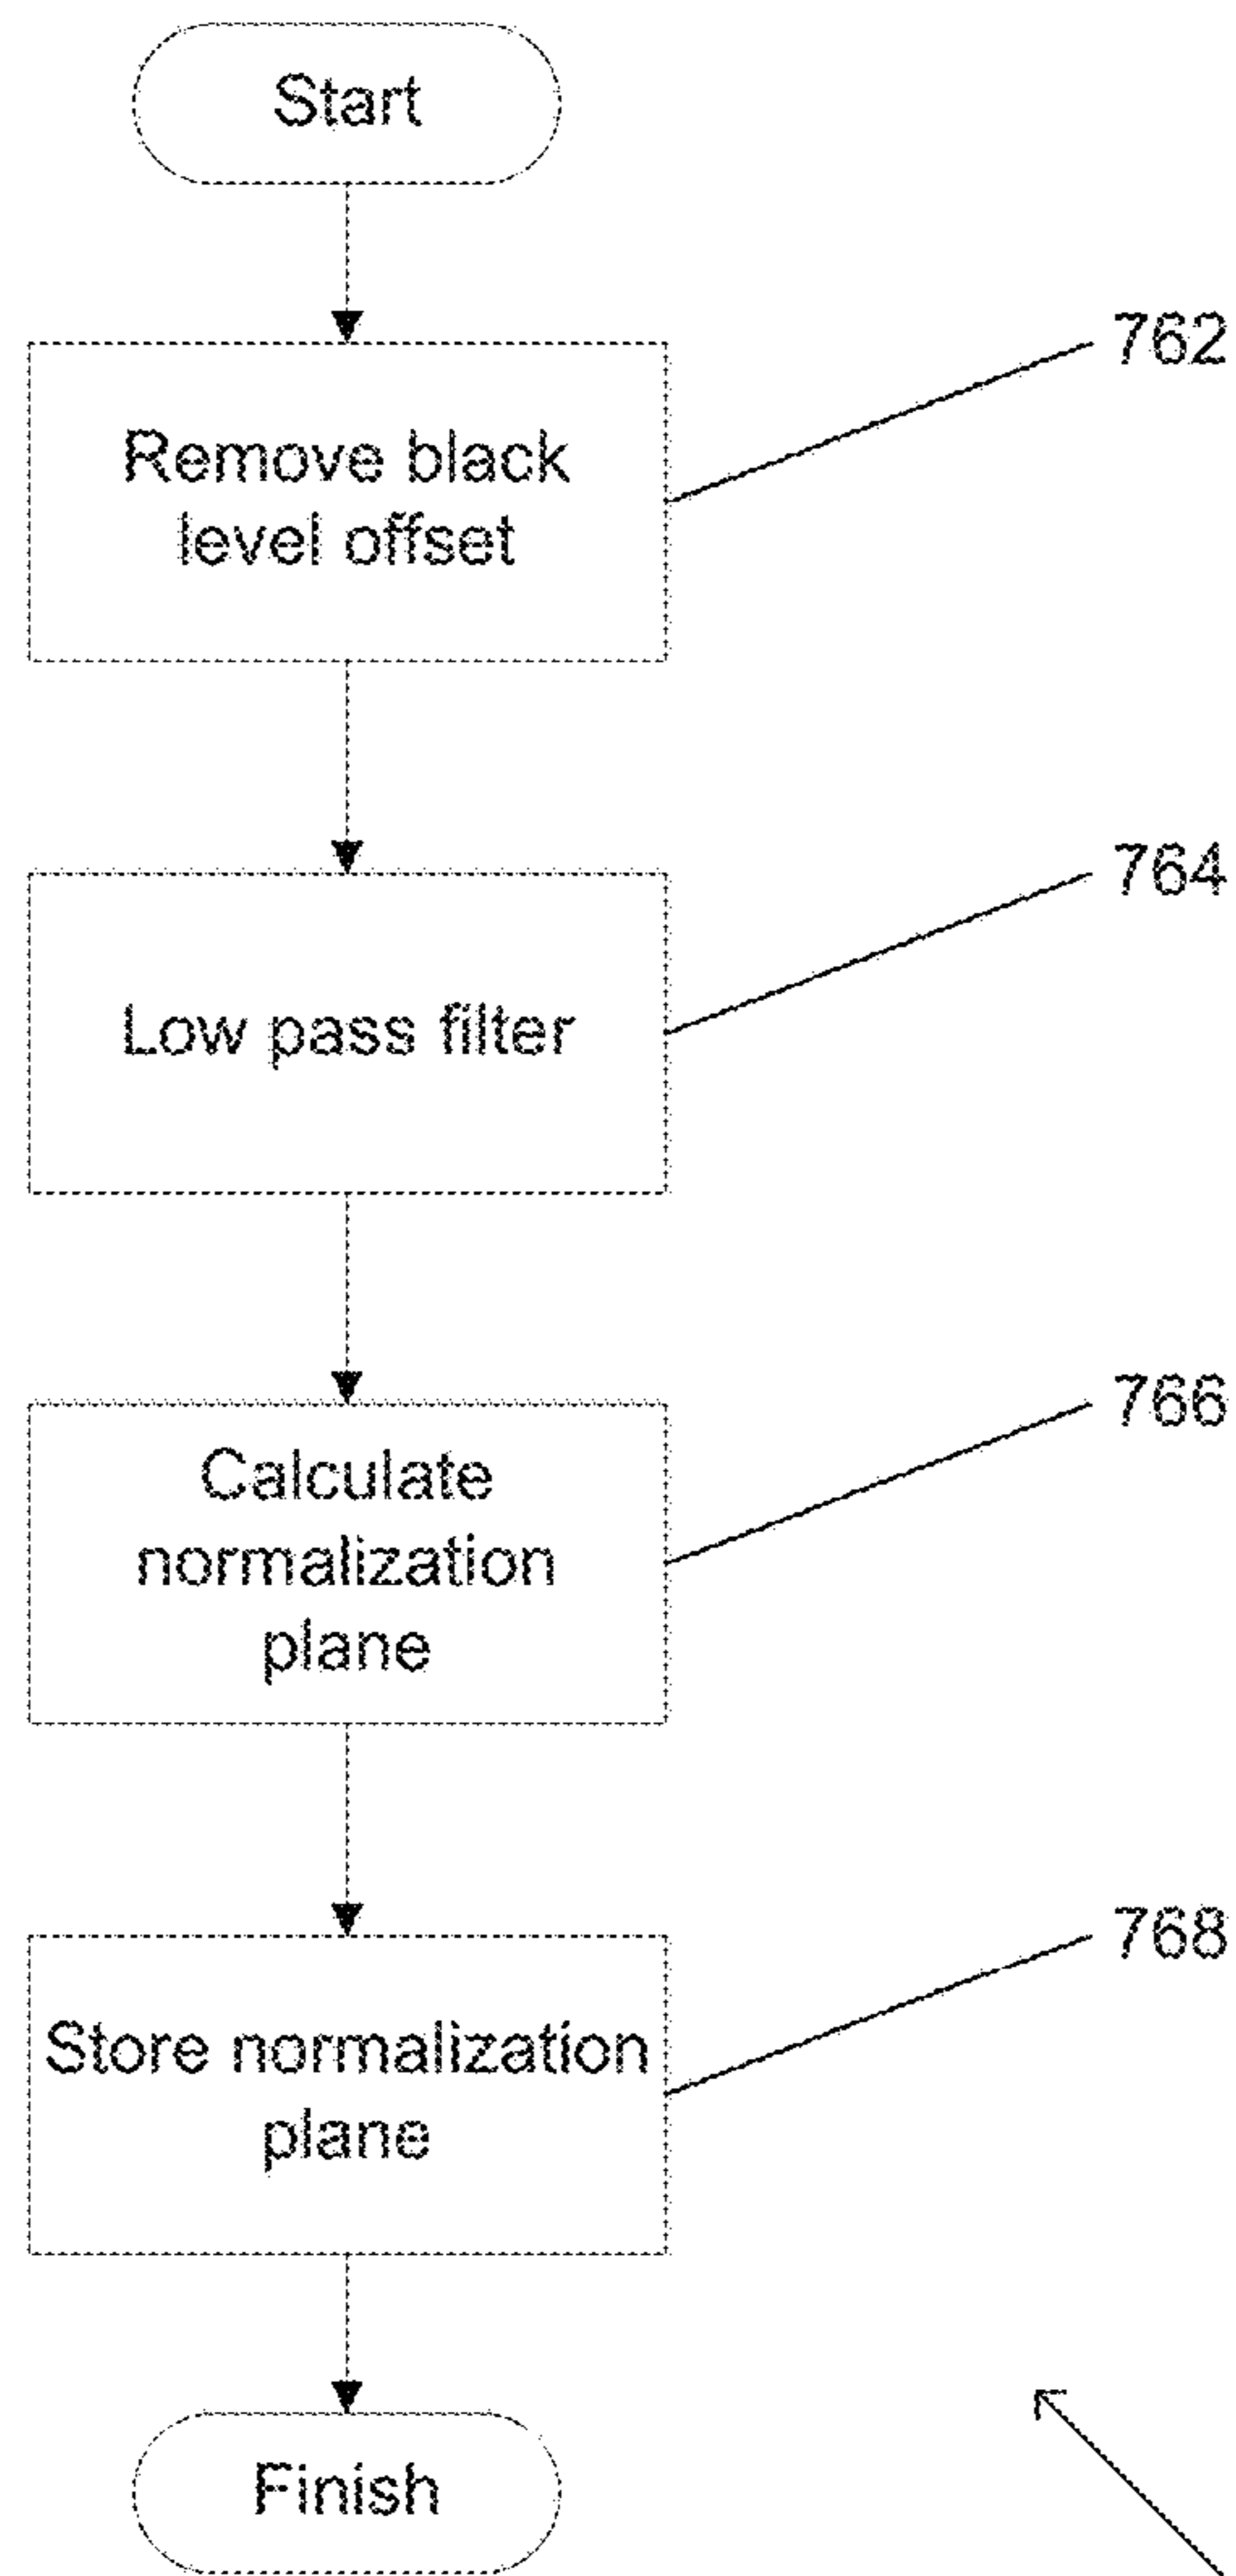 Start
762
Remove black
level offset
764
Low pass filter
766
Calculate
normalization
plane
768
Store normalization
plane
Finish